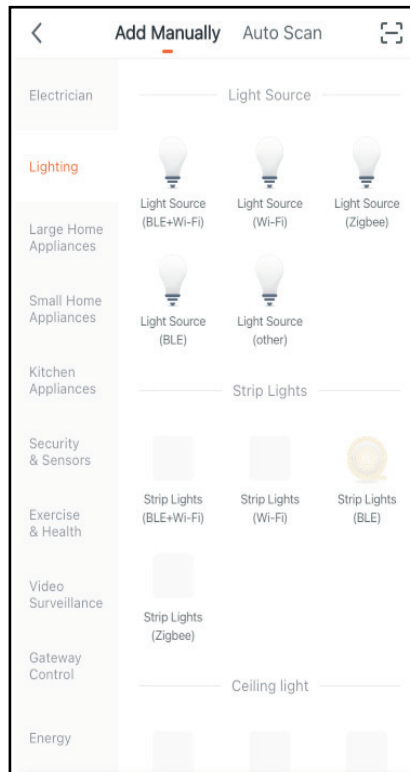 Add Manually Auto Scan
Electrician
Lighting
Large Home
Appliances
Small Home
Appliances
Kitchen
Appliances
Security
& Sensors
Exercise
& Health
Video
Surveillance
Gateway
Control
Energy
Light Source
Light Source
(BLE+Wi-Fi)
Light Source
(Wi-Fi)
Light Source
(Zigbee)
Light Source
(BLE)
Light Source
(other)
Strip Lights
Strip Lights
(BLE+Wi-Fi)
Strip Lights
(Wi-Fi)
Strip Lights
(BLE)
Strip Lights
(Zigbee)
Ceiling light